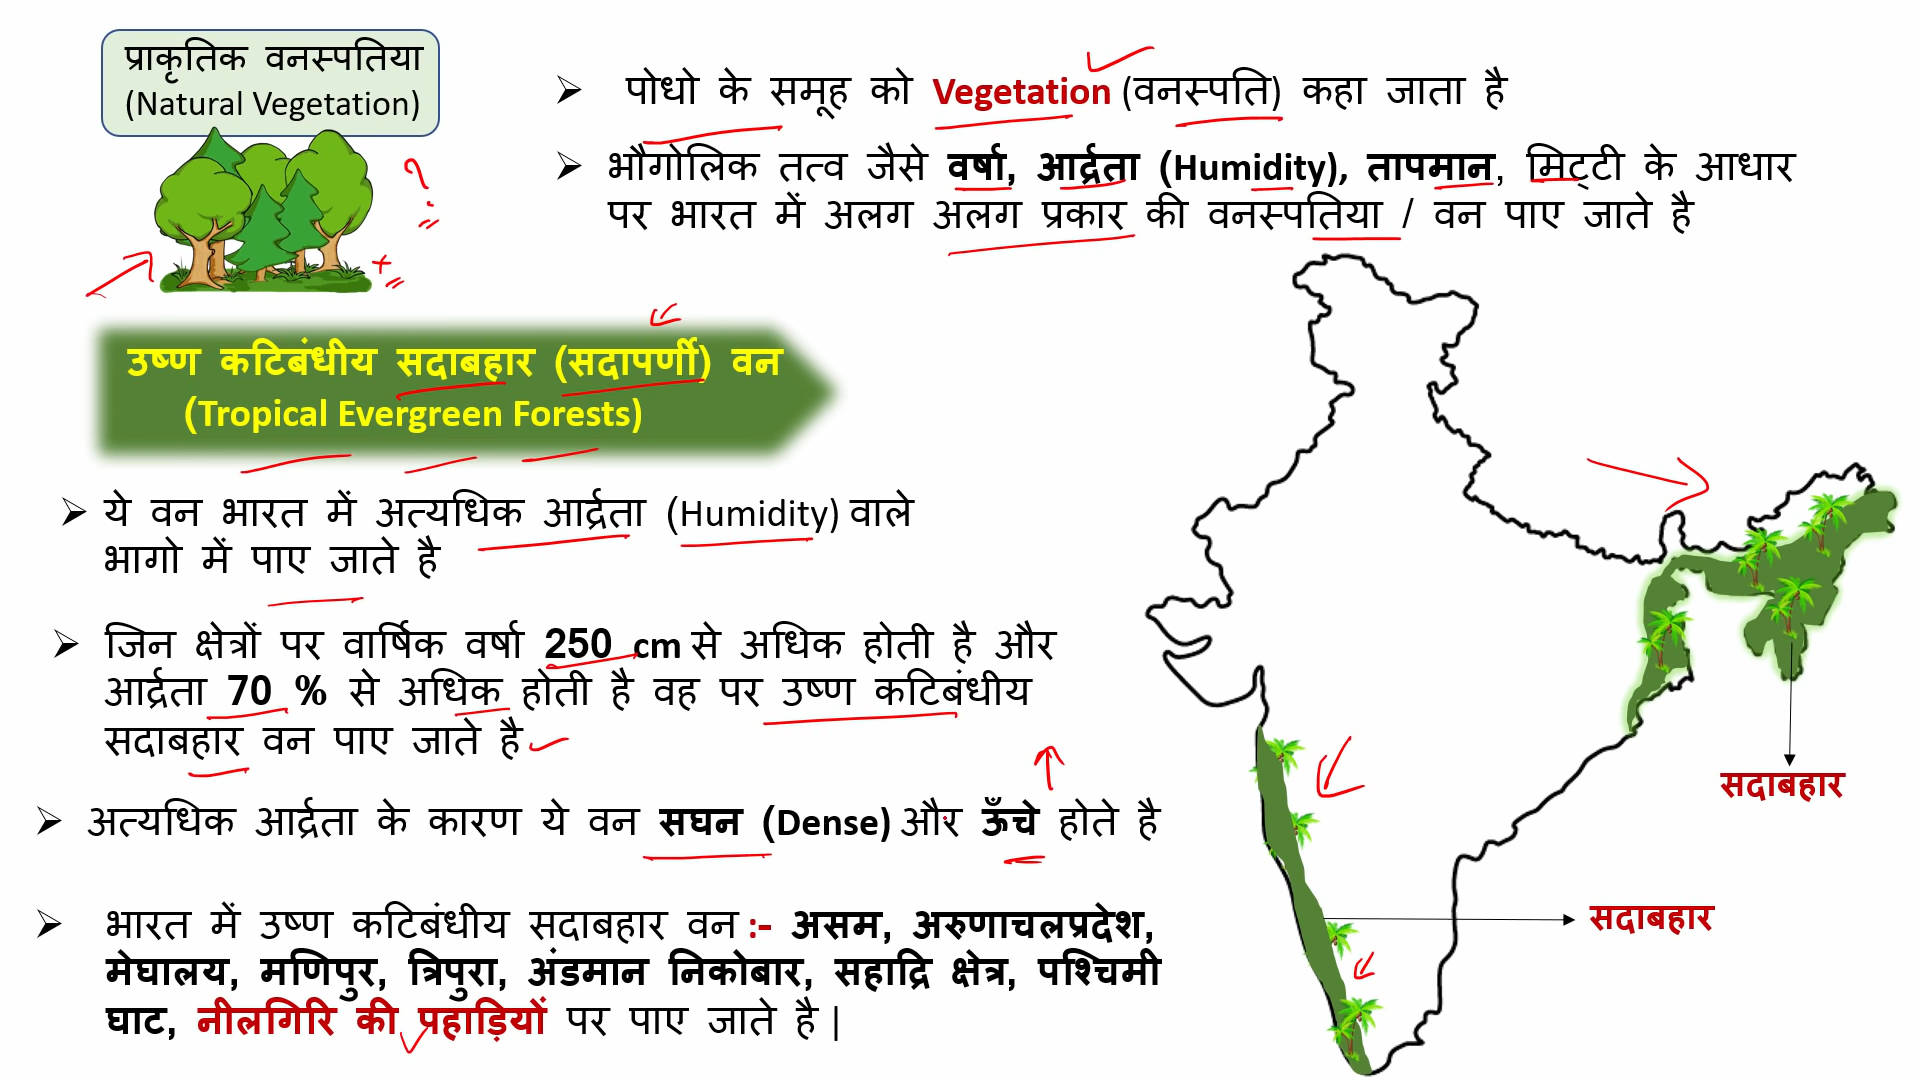 प्राकृतिक वनस्पतिया
(Natural Vegetation)
➢ पोधो के समूह को Vegetation (वनस्पति) कहा जाता है
➢ भौगोलिक तत्व जैसे वर्षा, आर्द्रता (Humidity), तापमान, मिट्टी के आधार
पर भारत में अलग अलग प्रकार की वनस्पतिया / वन पाए जाते है
उष्ण कटिबंधीय सदाबहार (सदापर्णी) वन
(Tropical Evergreen Forests)
➢ ये वन भारत में अत्यधिक आर्द्रता (Humidity) वाले
भागो में पाए जाते है
➢ जिन क्षेत्रों पर वार्षिक वर्षा 250 cm से अधिक होती है और
आर्द्रता 70 % से अधिक होती है वह पर उष्ण कटिबंधीय
सदाबहार वन पाए जाते है
➢ अत्यधिक आर्द्रता के कारण ये वन सघन (Dense) और ऊँचे होते है
➢ भारत में उष्ण कटिबंधीय सदाबहार वन :- असम, अरुणाचलप्रदेश,
मेघालय, मणिपुर, त्रिपुरा, अंडमान निकोबार, सहाद्रि क्षेत्र, पश्चिमी
घाट, नीलगिरि की प्रहाड़ियों पर पाए जाते है |
सदाबहार
सदाबहार